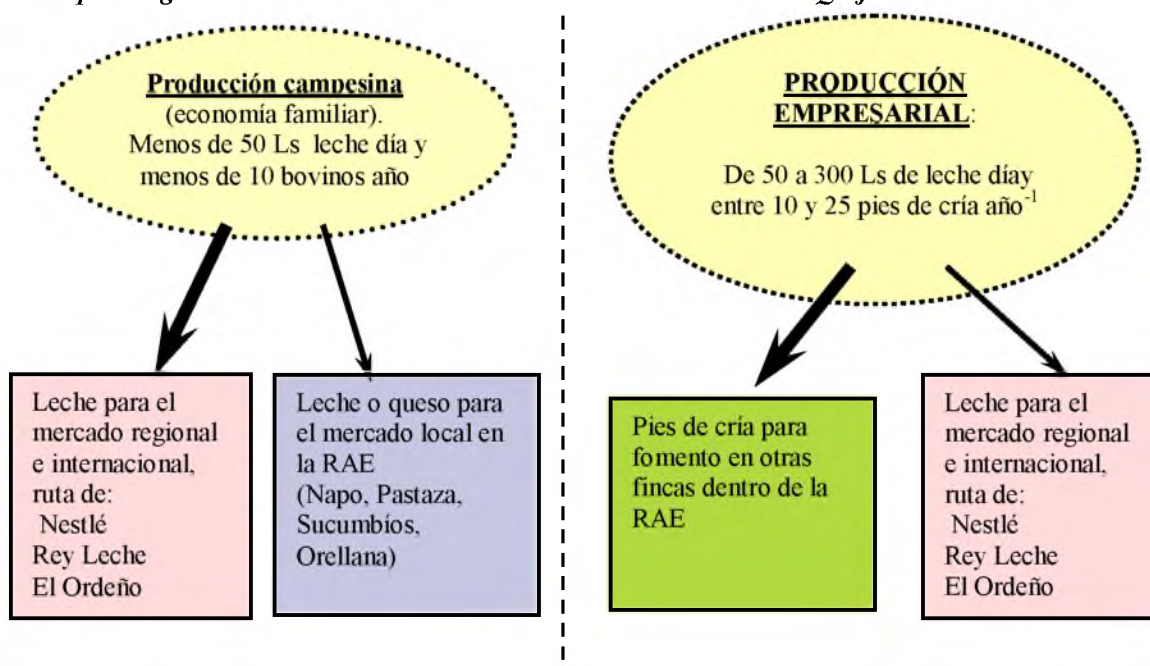 Producción campesina
(economía familiar).
Menos de 50 Ls leche día y
menos de 10 bovinos año
PRODUCCIÓN
EMPRESARIAL:
De 50 a 300 Ls de leche díay
entre 10 y 25 pies de cría año-1
Leche para el
mercado regional
e internacional,
ruta de:
Nestlé
Rey Leche
El Ordeño
Leche o queso para
el mercado local en
la RAE
(Napo, Pastaza,
Sucumbíos,
Orellana)
Pies de cría para
fomento en otras
fincas dentro de la
RAE
Leche para el
mercado regional
e internacional,
ruta de:
Nestlé
Rey Leche
El Ordeño